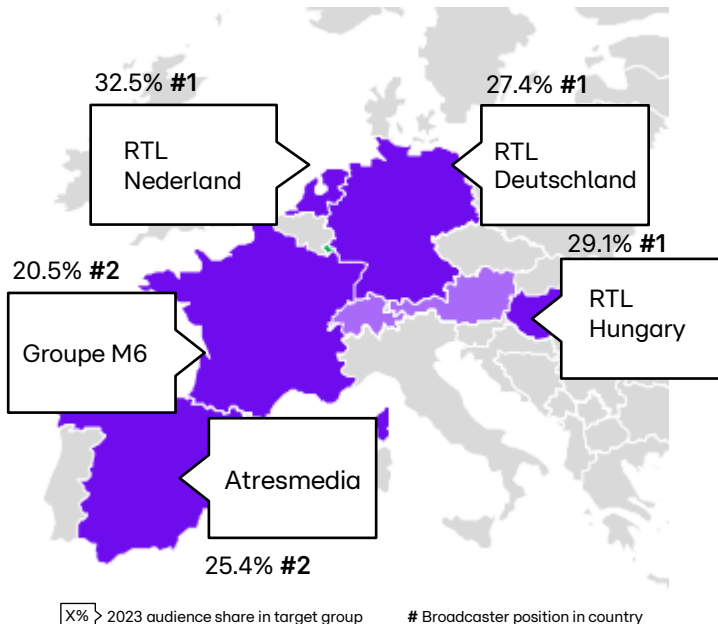 32.5% #1
RTL
Nederland
27.4% #1
RTL
Deutschland
20.5% #2
Groupe M6
29.1% #1
RTL
Hungary
Atresmedia
25.4% #2
X% 2023 audience share in target group
# Broadcaster position in country